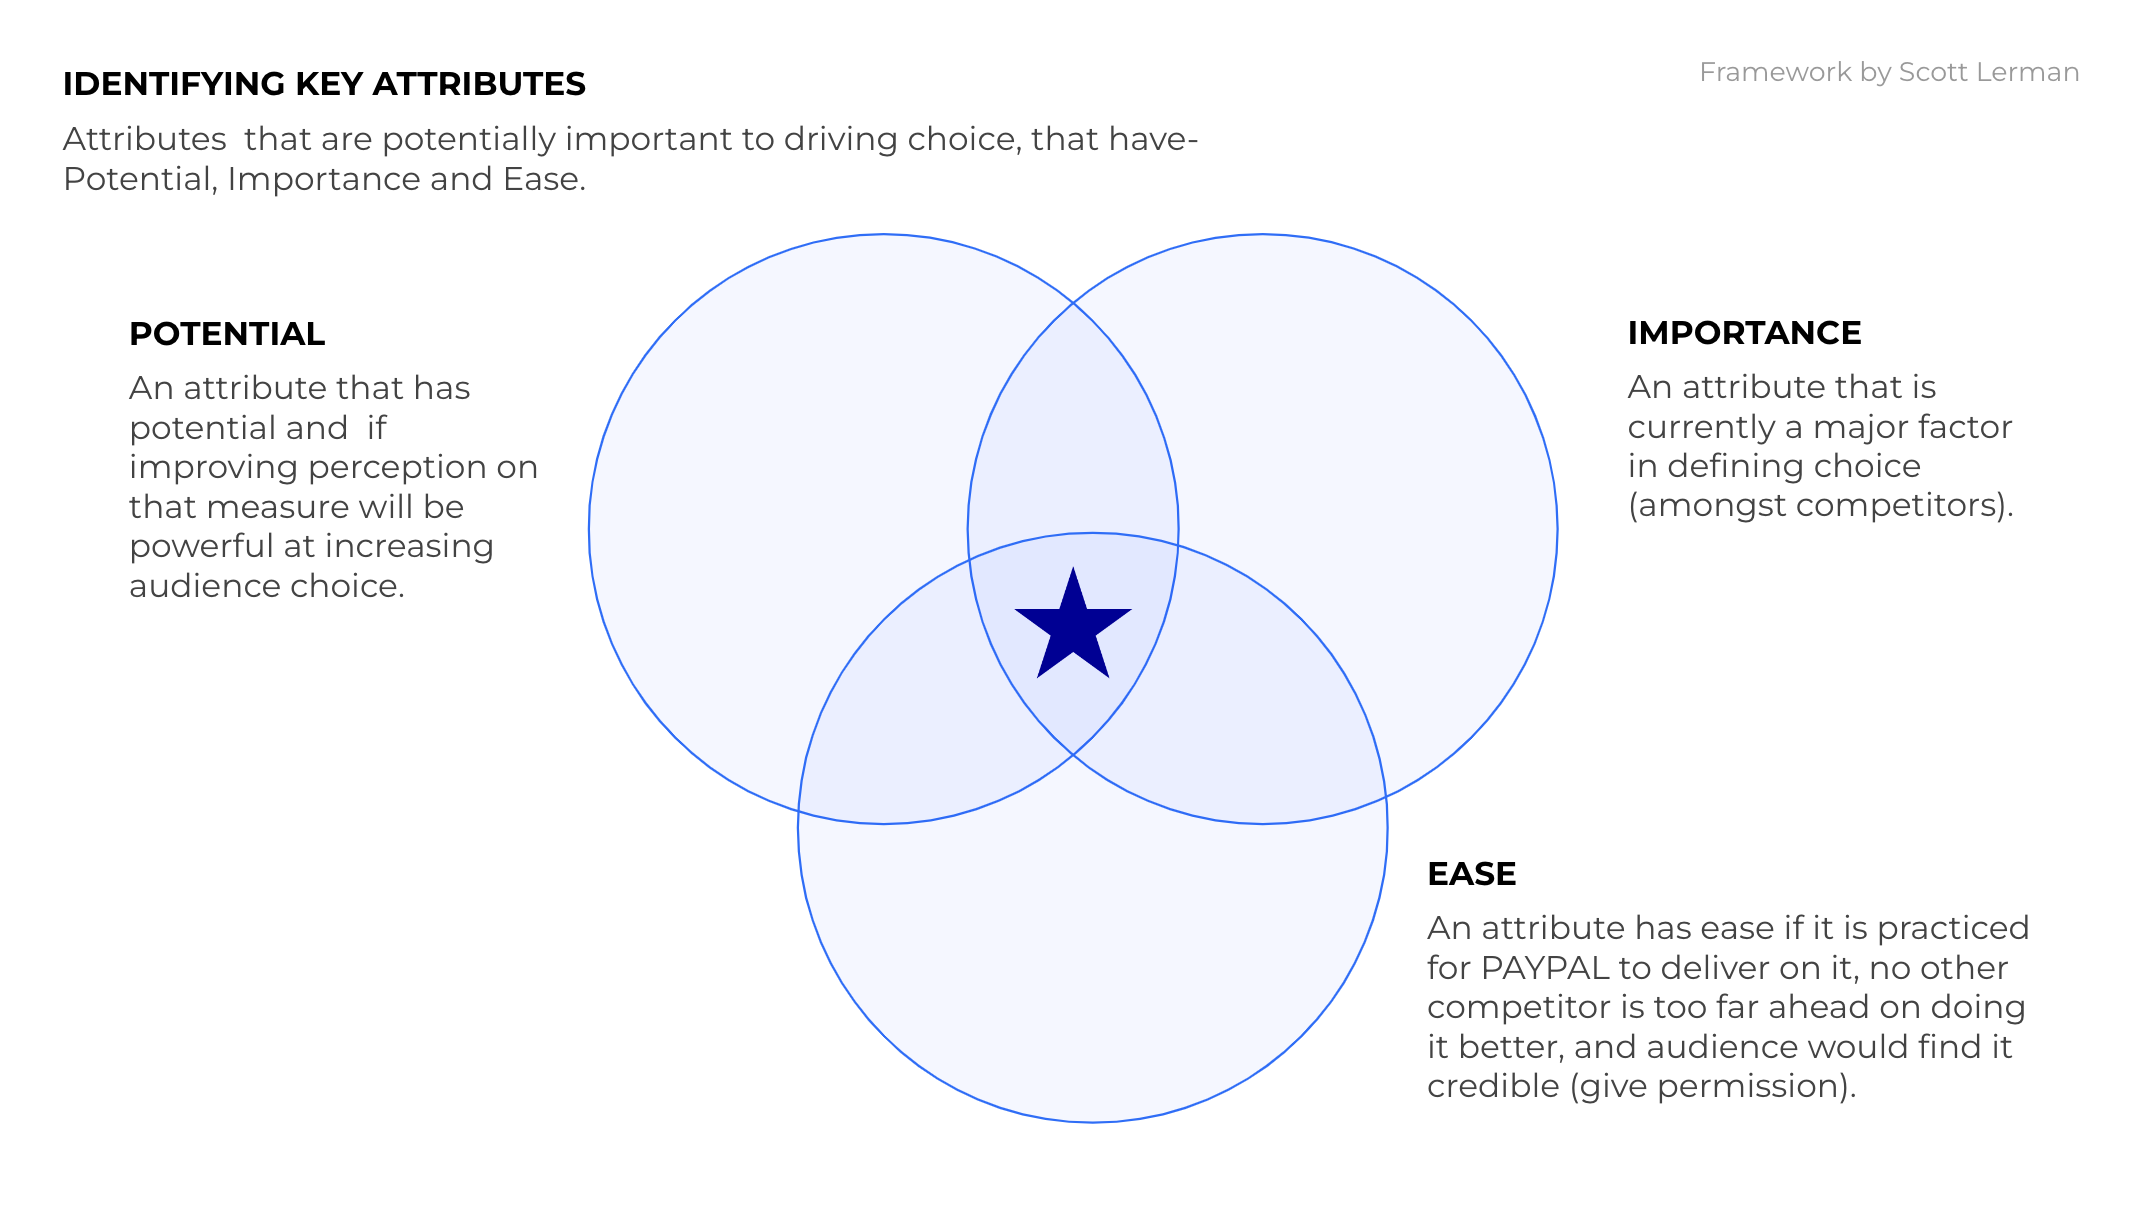 IDENTIFYING KEY ATTRIBUTES
Framework by Scott Lerman
Attributes  that are potentially important to driving choice, that have-
Potential, Importance and Ease.
POTENTIAL
An attribute that has
potential and  if
improving perception on
that measure will be
powerful at increasing
audience choice.
IMPORTANCE
An attribute that is
currently a major factor
in defining choice
(amongst competitors).
EASE
An attribute has ease if it is practiced
for PAYPAL to deliver on it, no other
competitor is too far ahead on doing
it better, and audience would find it
credible (give permission).